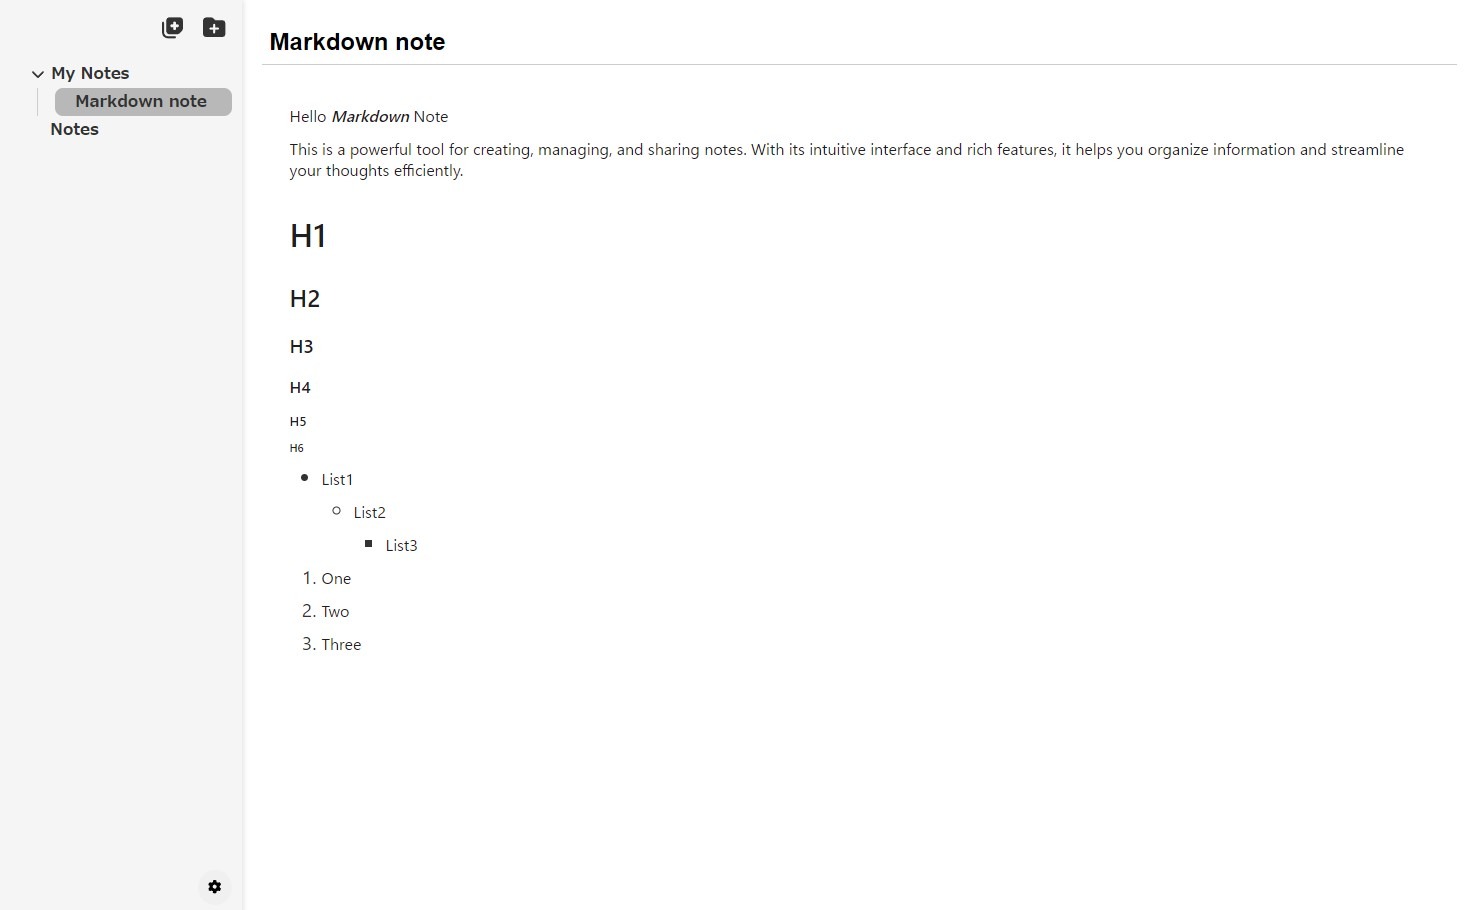 My Notes
Markdown note
Notes
Markdown note
Hello Markdown Note
This is a powerful tool for creating, managing, and sharing notes. With its intuitive interface and rich features, it helps you organize information and streamline
your thoughts efficiently.
H1
H2
H3
H4
H5
H6
List1
List2
List3
1. One
2. Two
3. Three